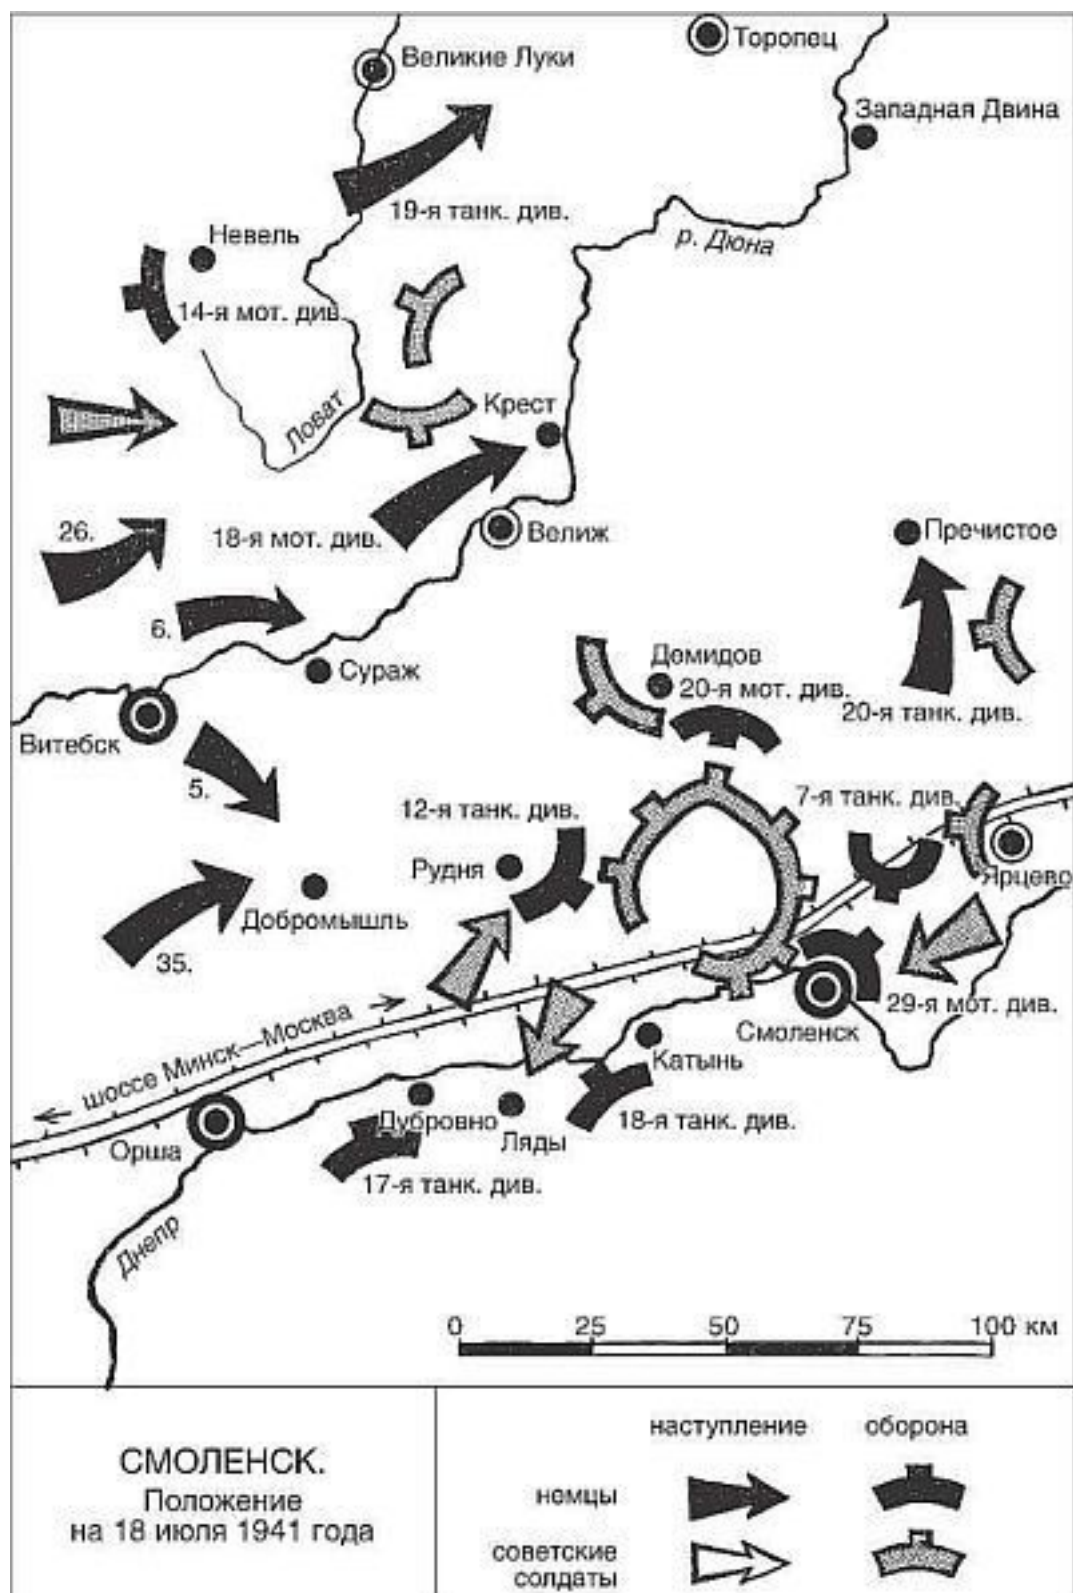 Великие Луки
Торопец
Западная Двина
19-я танк. див.
р. Дюна
Невель
14-я мот. див.
Ловат
Крест
26.
18-я мот. див.
Велиж
Пречистое
6.
Сураж
Демидов
20-я мот. див.
20-я танк. див.
Витебск
5.
12-я танк. див.
7-я танк. див.
Рудня
Ярцево
Добромышль
35.
29-я мот. див.
Смоленск
шоссе Минск—Москва
Катынь
Дубровно
Ляды
18-я танк. див.
Орша
17-я танк. див.
Днепр
0 25 50 75 100 км
СМОЛЕНСК.
Положение
на 18 июля 1941 года
наступление оборона
немцы
советские
солдаты